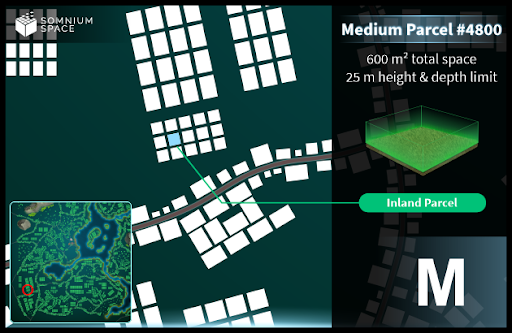 SOMNIUM
SPACE
Medium Parcel #4800
600 m² total space
25 m height & depth limit
Inland Parcel
M